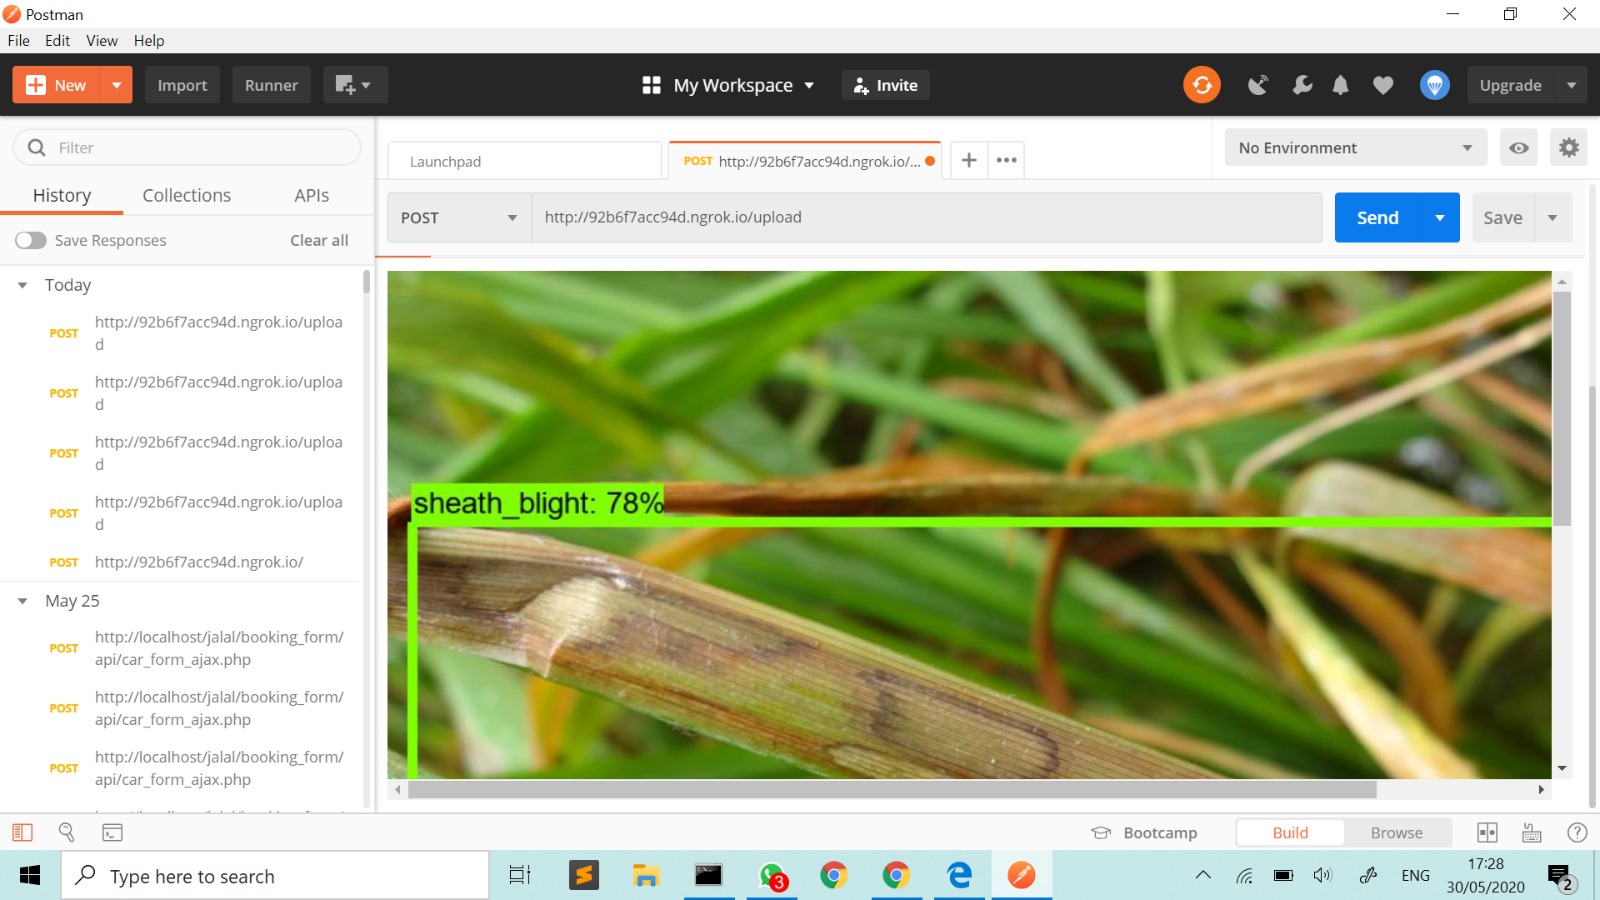 Postman
File Edit View Help
New Import Runner My Workspace Invite Upgrade
Filter
History Collections APIs
Save Responses Clear all
Today
POST http://92b6f7acc94d.ngrok.io/uploa
d
POST http://92b6f7acc94d.ngrok.io/uploa
d
POST http://92b6f7acc94d.ngrok.io/uploa
d
POST http://92b6f7acc94d.ngrok.io/uploa
d
POST http://92b6f7acc94d.ngrok.io/
May 25
POST http://localhost/jalal/booking_form/
api/car_form_ajax.php
POST http://localhost/jalal/booking_form/
api/car_form_ajax.php
POST http://localhost/jalal/booking_form/
api/car_form_ajax.php
Launchpad POST http://92b6f7acc94d.ngrok.io/... No Environment
POST http://92b6f7acc94d.ngrok.io/upload Send Save
sheath_blight: 78%
Bootcamp Build Browse
Type here to search 3 ENG 17:28
30/05/2020 2